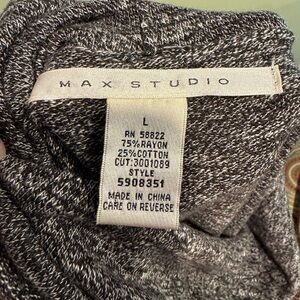 MAX STUDIO
L
RN 58822
75%RAYON
25%COTTON
CUT:3001089
STYLE
5908351
MADE IN CHINA
CARE ON REVERSE